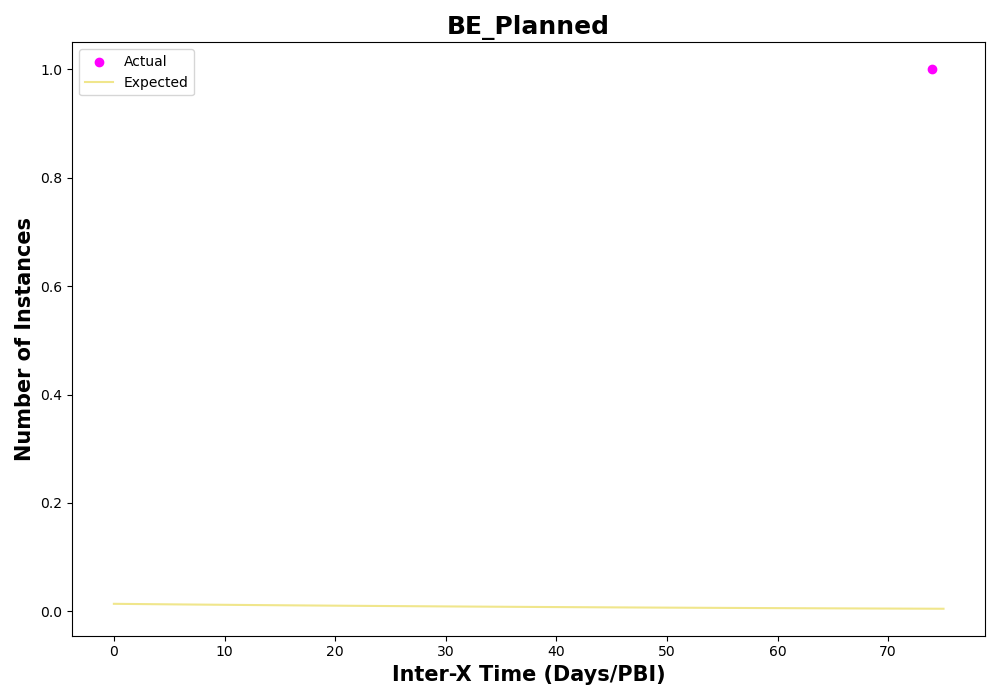 BE_Planned
Actual
Expected
1.0
0.8
0.6
0.4
0.2
0.0
Number of Instances
0 10 20 30 40 50 60 70
Inter-X Time (Days/PBI)